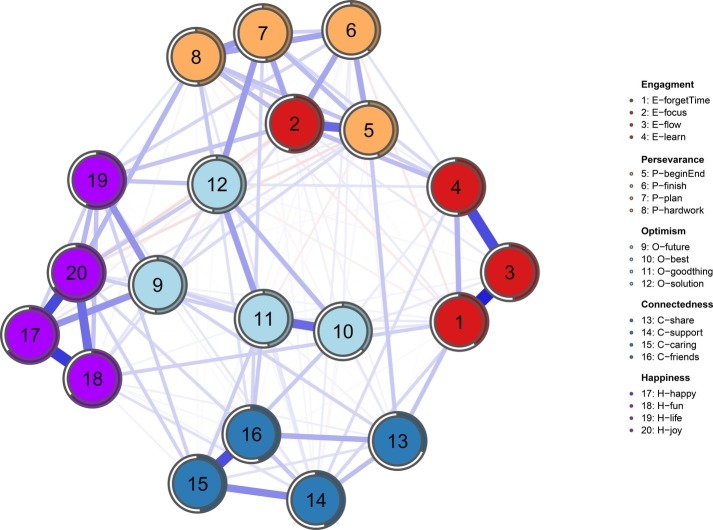 7
6
8
2
5
19
12
4
20
9
3
11
10
1
17
18
16
13
15
14
Engagment
1: E−forgetTime
2: E−focus
3: E−flow
4: E−learn
Persevarance
5: P−beginEnd
6: P−finish
7: P−plan
8: P−hardwork
Optimism
9: O−future
10: O−best
11: O−goodthing
12: O−solution
Connectedness
13: C−share
14: C−support
15: C−caring
16: C−friends
Happiness
17: H−happy
18: H−fun
19: H−life
20: H−joy